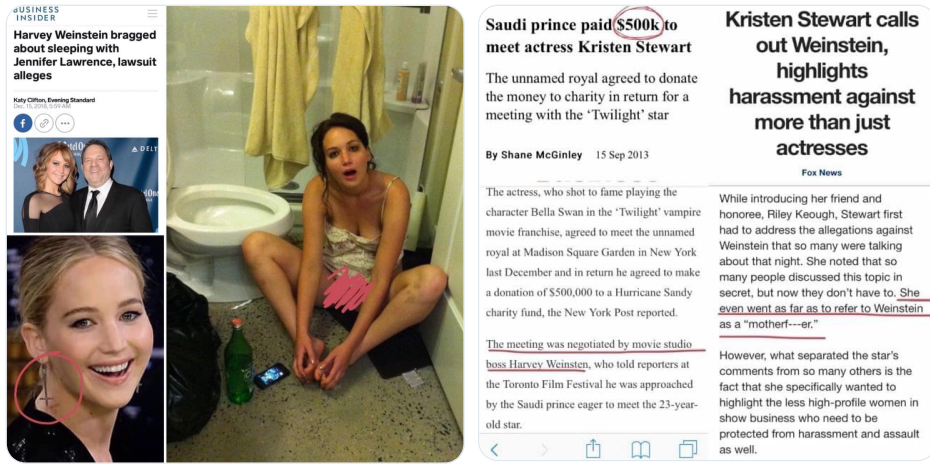 BUSINESS
INSIDER
Harvey Weinstein bragged
about sleeping with
Jennifer Lawrence, lawsuit
alleges
Katy Clifton, Evening Standard
Dec. 15, 2018, 5:59 AM
DELT
Saudi prince paid $500k to
meet actress Kristen Stewart
The unnamed royal agreed to donate
the money to charity in return for a
meeting with the ‘Twilight’ star
By Shane McGinley 15 Sep 2013
The actress, who shot to fame playing the
character Bella Swan in the ‘Twilight’ vampire
movie franchise, agreed to meet the unnamed
royal at Madison Square Garden in New York
last December and in return he agreed to make
a donation of $500,000 to a Hurricane Sandy
charity fund, the New York Post reported.
The meeting was negotiated by movie studio
boss Harvey Weinsten, who told reporters at
the Toronto Film Festival he was approached
by the Saudi prince eager to meet the 23-year-
old star.
Kristen Stewart calls
out Weinstein,
highlights
harassment against
more than just
actresses
Fox News
While introducing her friend and
honoree, Riley Keough, Stewart first
had to address the allegations against
Weinstein that so many were talking
about that night. She noted that so
many people discussed this topic in
secret, but now they don’t have to. She
even went as far as to refer to Weinstein
as a “motherf---er.”
However, what separated the star’s
comments from so many others is the
fact that she specifically wanted to
highlight the less high-profile women in
show business who need to be
protected from harassment and assault
as well.